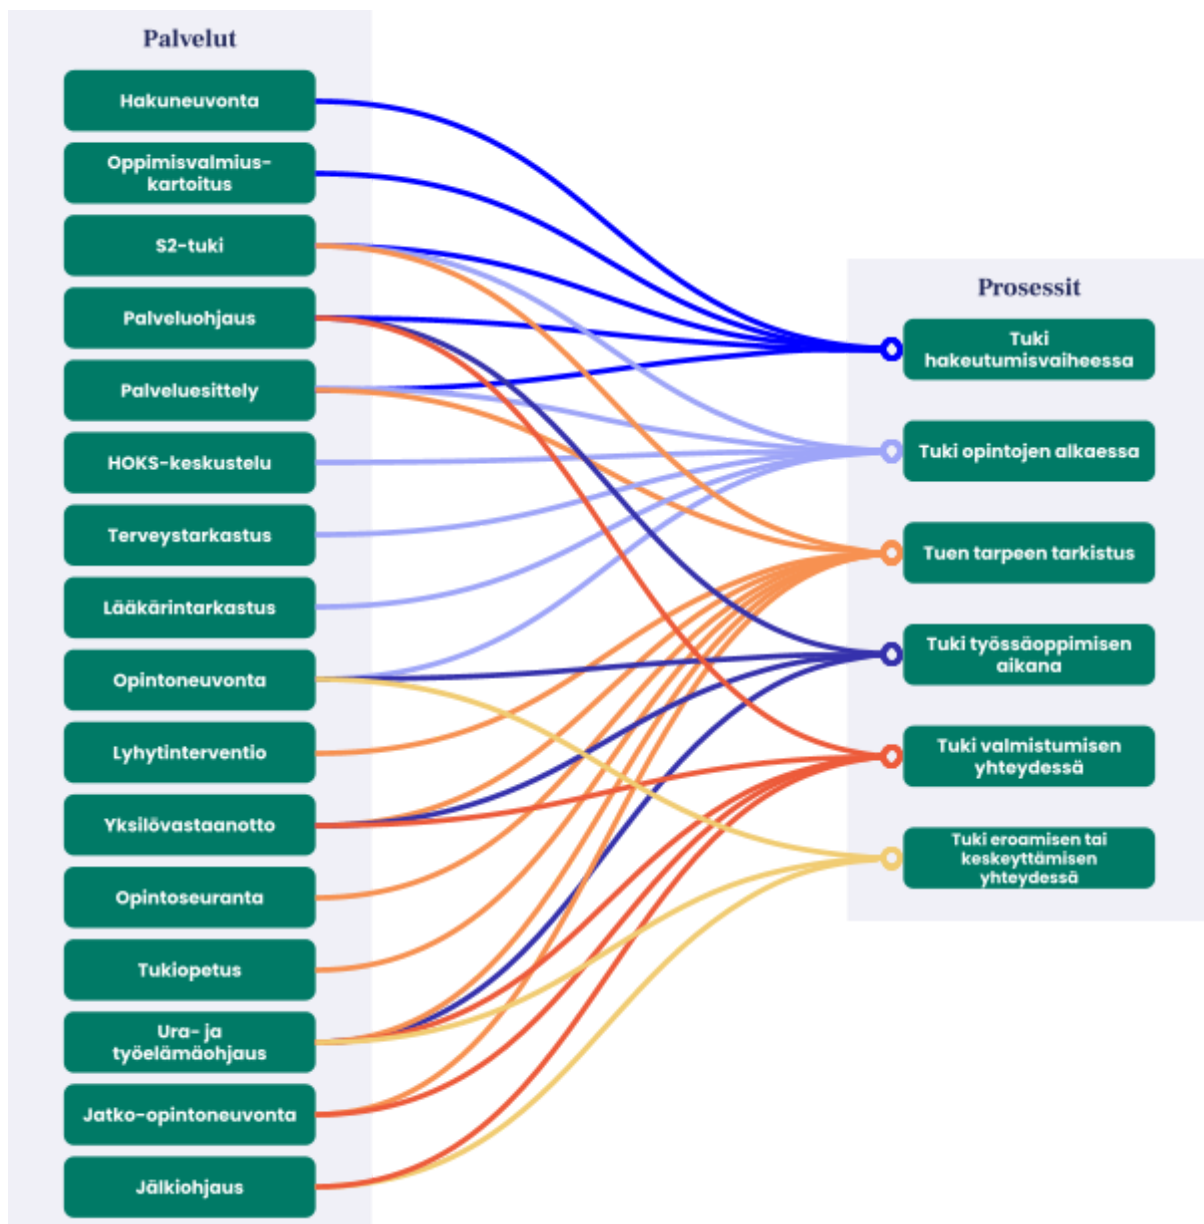 Palvelut
Hakuneuvonta
Oppimisvalmius-
kartoitus
S2-tuki
Palveluohjaus
Palveluesittely
HOKS-keskustelu
Terveystarkastus
Lääkärintarkastus
Opintoneuvonta
Lyhytinterventio
Yksilövastaanotto
Opintoseuranta
Tukiopetus
Ura- ja
työelämäohjaus
Jatko-opintoneuvonta
Jälkiohjaus
Prosessit
Tuki
hakeutumisvaiheessa
Tuki opintojen alkaessa
Tuen tarpeen tarkistus
Tuki työssäoppimisen
aikana
Tuki valmistumisen
yhteydessä
Tuki eroamisen tai
keskeyttämisen
yhteydessä